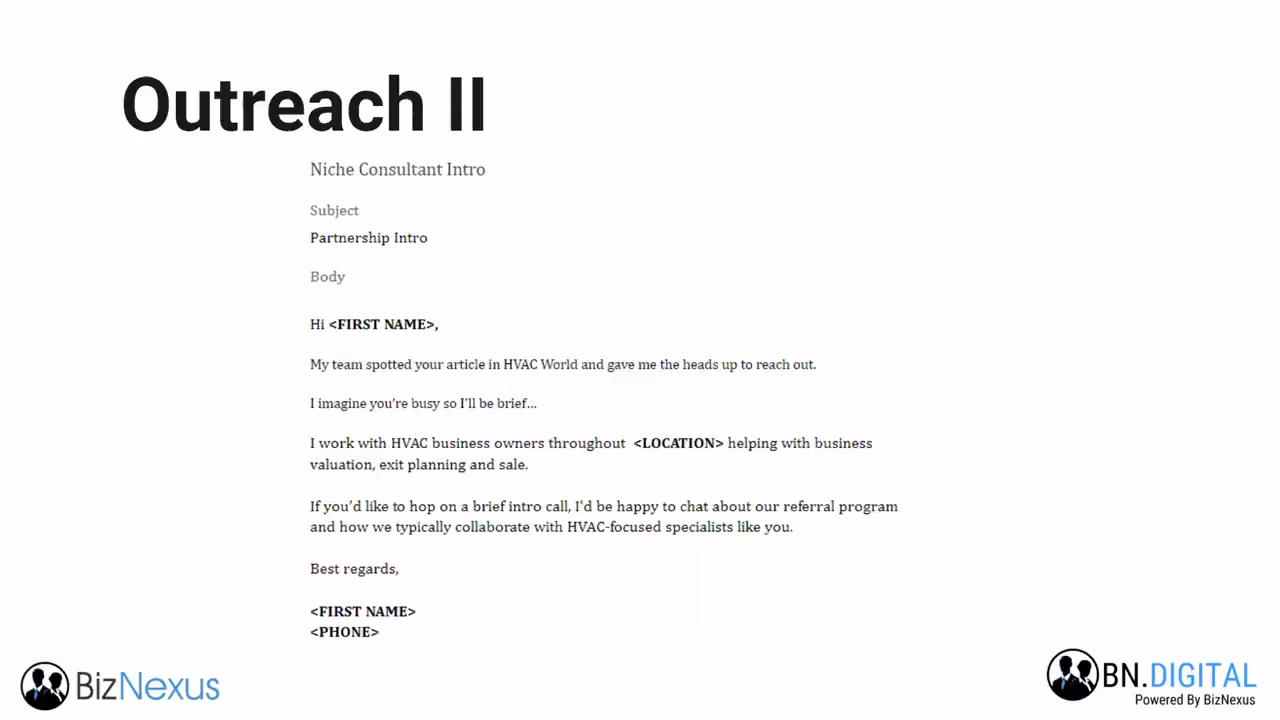 Outreach II
Niche Consultant Intro
Subject
Partnership Intro
Body
Hi <FIRST NAME>,
My team spotted your article in HVAC World and gave me the heads up to reach out.
I imagine you're busy so I'll be brief...
I work with HVAC business owners throughout <LOCATION> helping with business
valuation, exit planning and sale.
If you'd like to hop on a brief intro call, I'd be happy to chat about our referral program
and how we typically collaborate with HVAC-focused specialists like you.
Best regards,
<FIRST NAME>
<PHONE>
BizNexus
BN.DIGITAL
Powered By BizNexus